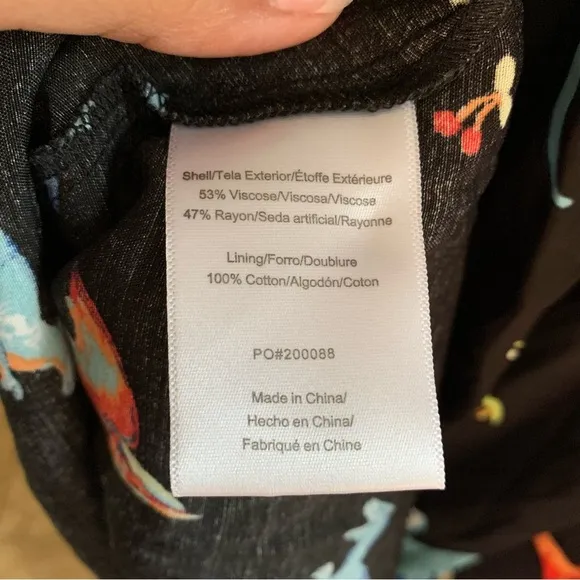 Shell/Tela Exterior/Étoffe Extérieure
53% Viscose/Viscosa/Viscose
47% Rayon/Seda artificial/Rayonne
Lining/Forro/Doublure
100% Cotton/Algodón/Coton
PO#200088
Made in China/
Hecho en China/
Fabriqué en Chine